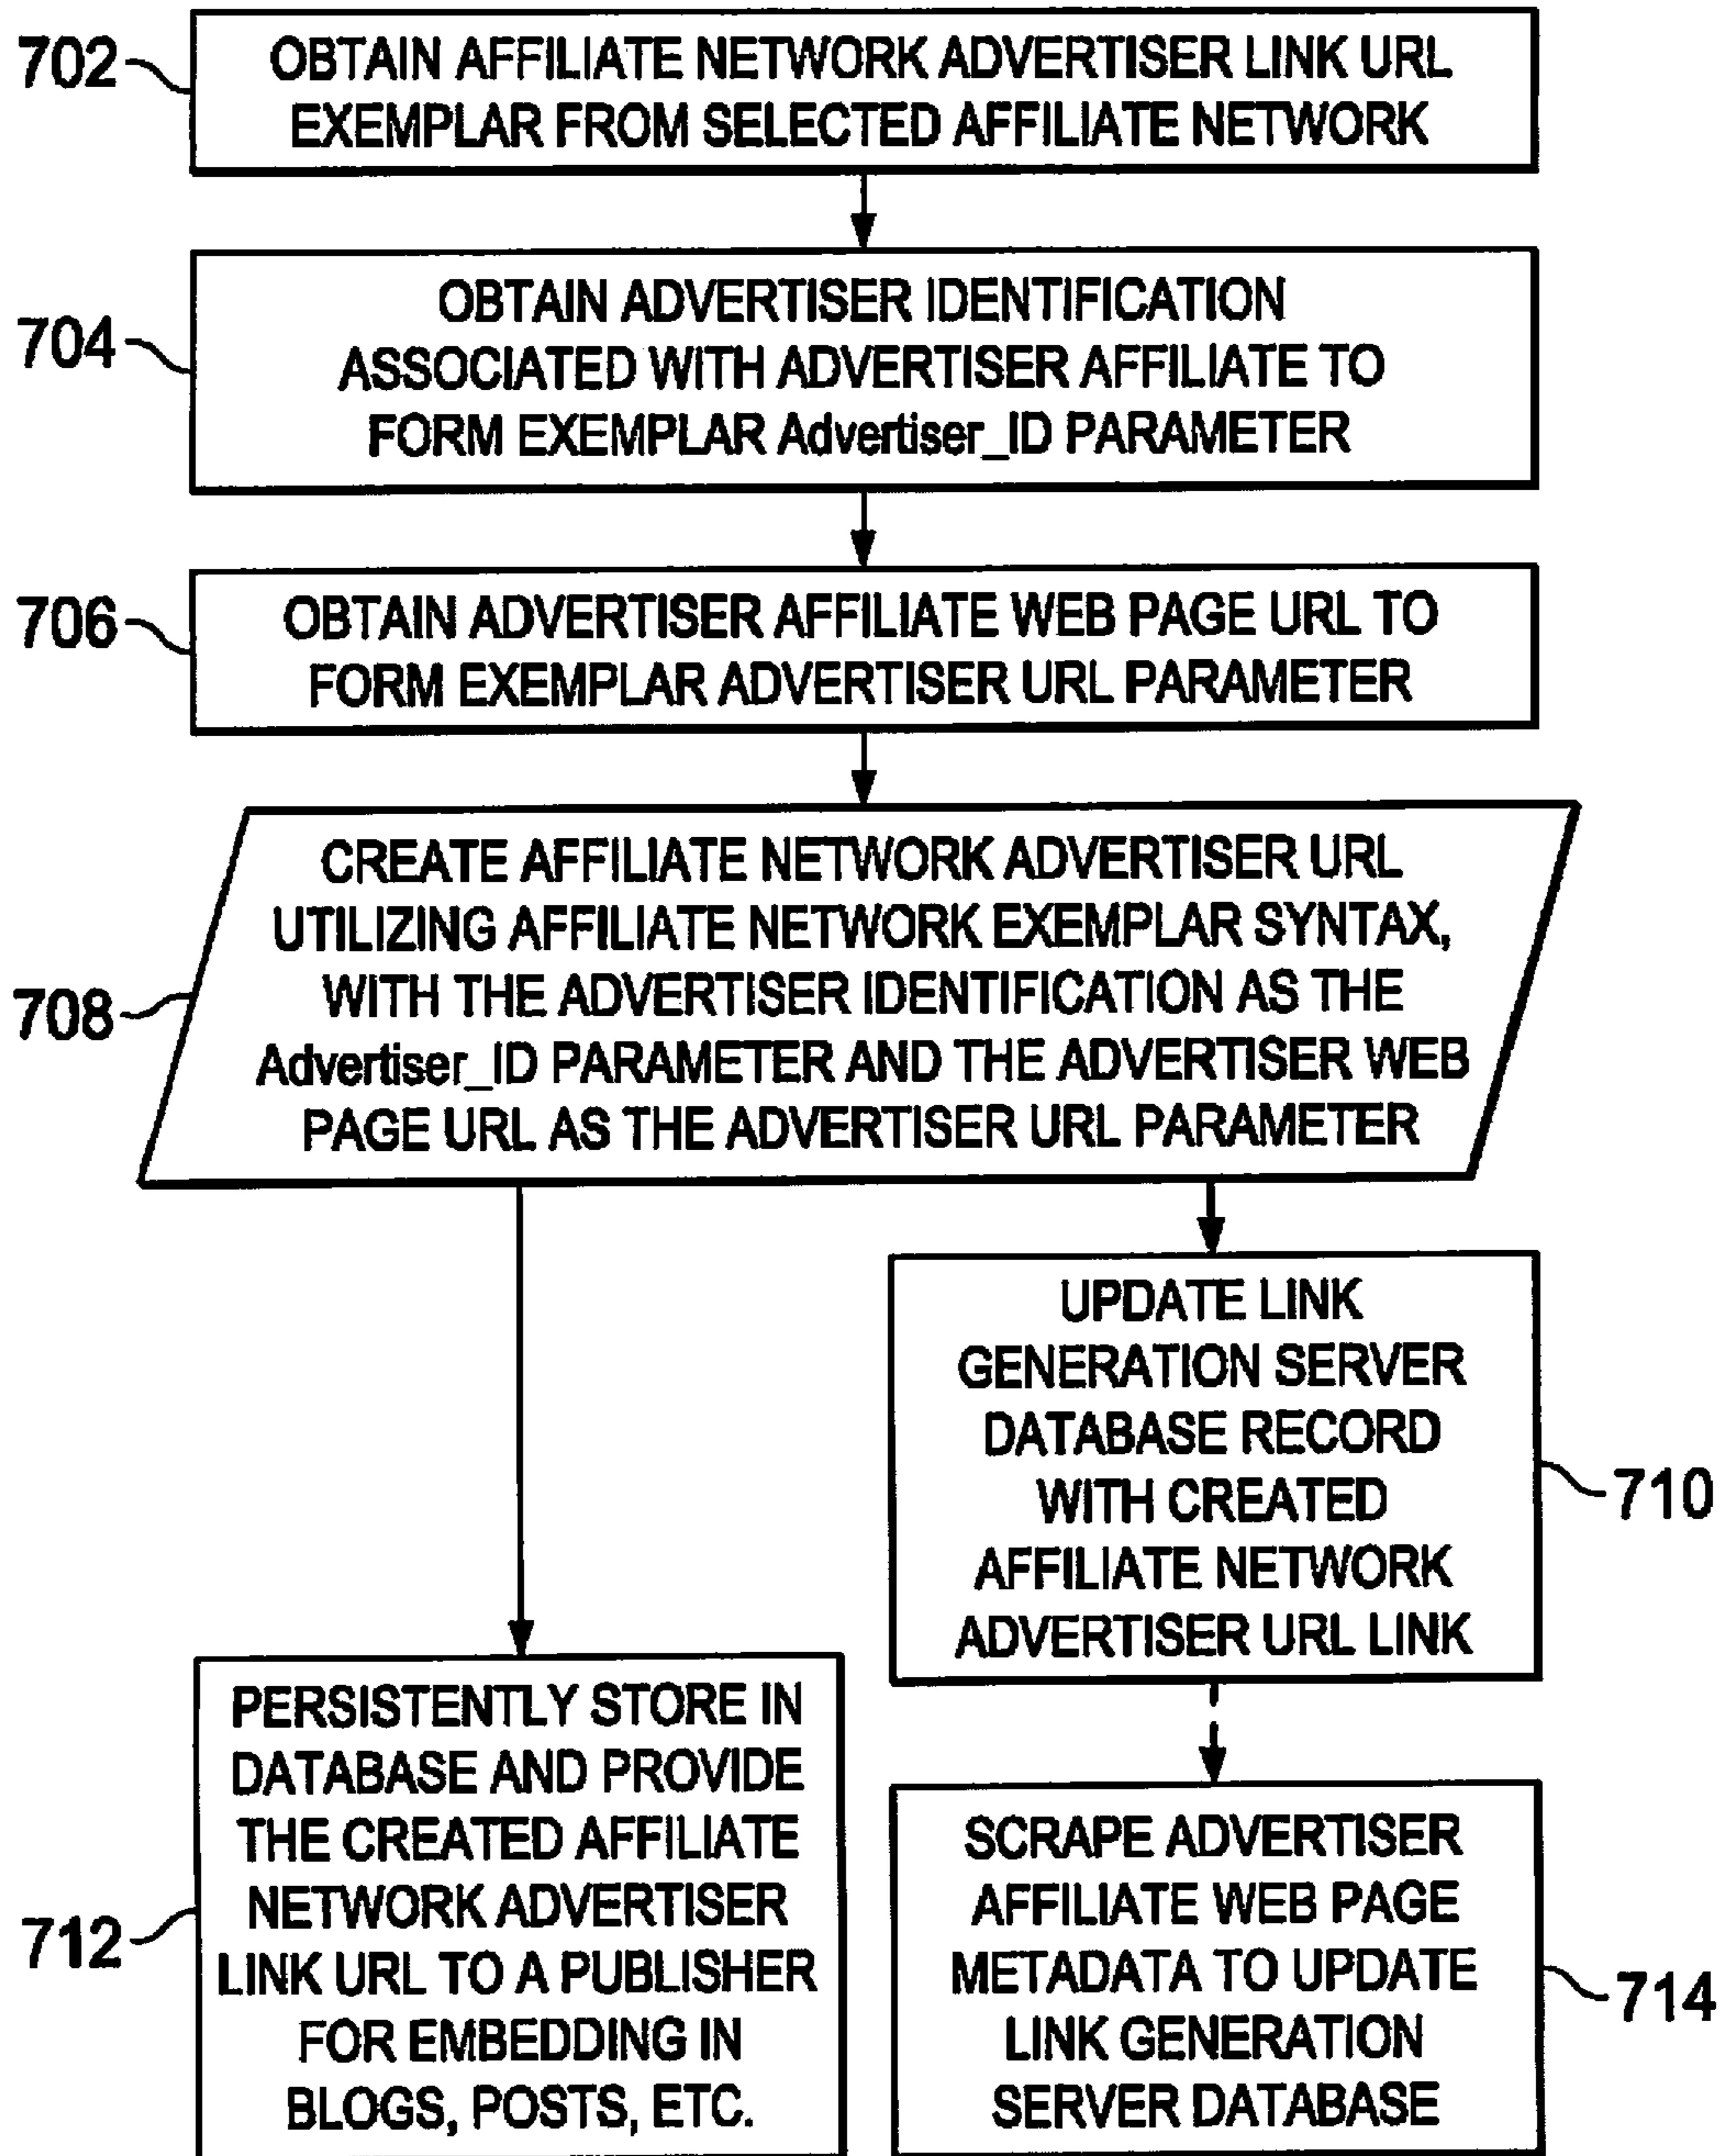 702
OBTAIN AFFILIATE NETWORK ADVERTISER LINK URL
EXEMPLAR FROM SELECTED AFFILIATE NETWORK
704
OBTAIN ADVERTISER IDENTIFICATION
ASSOCIATED WITH ADVERTISER AFFILIATE TO
FORM EXEMPLAR Advertiser_ID PARAMETER
706
OBTAIN ADVERTISER AFFILIATE WEB PAGE URL TO
FORM EXEMPLAR ADVERTISER URL PARAMETER
708
CREATE AFFILIATE NETWORK ADVERTISER URL
UTILIZING AFFILIATE NETWORK EXEMPLAR SYNTAX,
WITH THE ADVERTISER IDENTIFICATION AS THE
Advertiser_ID PARAMETER AND THE ADVERTISER WEB
PAGE URL AS THE ADVERTISER URL PARAMETER
UPDATE LINK
GENERATION SERVER
DATABASE RECORD
WITH CREATED
AFFILIATE NETWORK
ADVERTISER URL LINK
710
PERSISTENTLY STORE IN
DATABASE AND PROVIDE
THE CREATED AFFILIATE
NETWORK ADVERTISER
LINK URL TO A PUBLISHER
FOR EMBEDDING IN
BLOGS, POSTS, ETC.
712
SCRAPE ADVERTISER
AFFILIATE WEB PAGE
METADATA TO UPDATE
LINK GENERATION
SERVER DATABASE
714